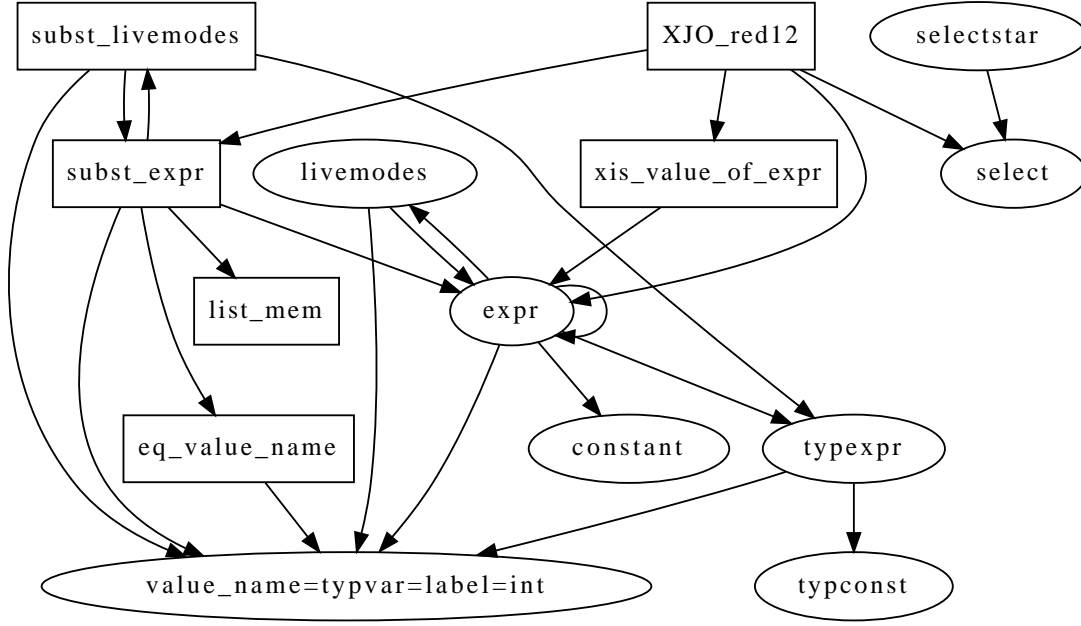 subst_livemodes
XJO_red12
selectstar
subst_expr
livemodes
xis_value_of_expr
select
list_mem
expr
eq_value_name
constant
typexpr
value_name=typvar=label=int
typconst